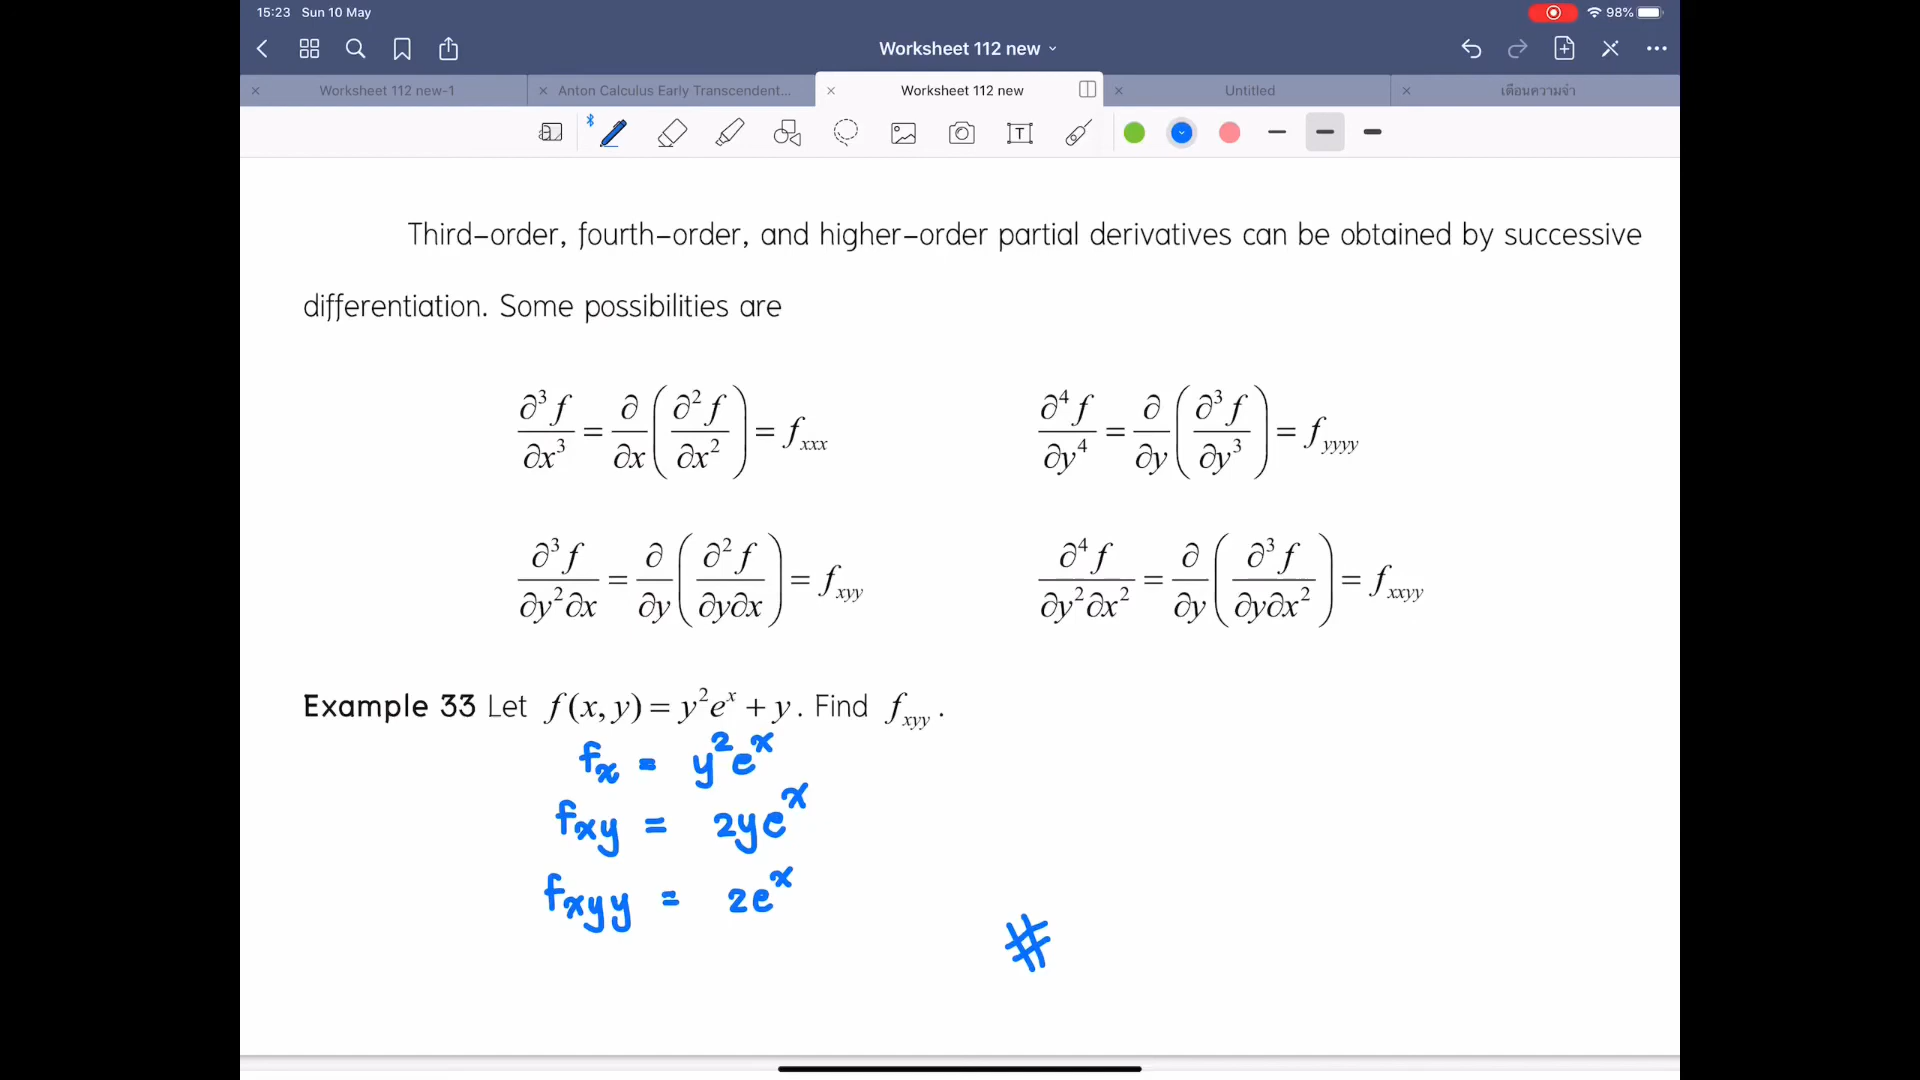 15:23 Sun 10 May 98%
Worksheet 112 new
Worksheet 112 new-1 Anton Calculus Early Transcendent... Worksheet 112 new Untitled เตือนความจำ
Third-order, fourth-order, and higher-order partial derivatives can be obtained by successive
differentiation. Some possibilities are
∂³f/∂x³ = ∂/∂x (∂²f/∂x²) = f_xxx ∂⁴f/∂y⁴ = ∂/∂y (∂³f/∂y³) = f_yyyy
∂³f/∂y²∂x = ∂/∂y (∂²f/∂y∂x) = f_xyy ∂⁴f/∂y²∂x² = ∂/∂y (∂³f/∂y∂x²) = f_xxyy
Example 33 Let f(x, y) = y²eˣ + y. Find f_xyy.
f_x = y²eˣ
f_xy = 2yeˣ
f_xyy = 2eˣ
#